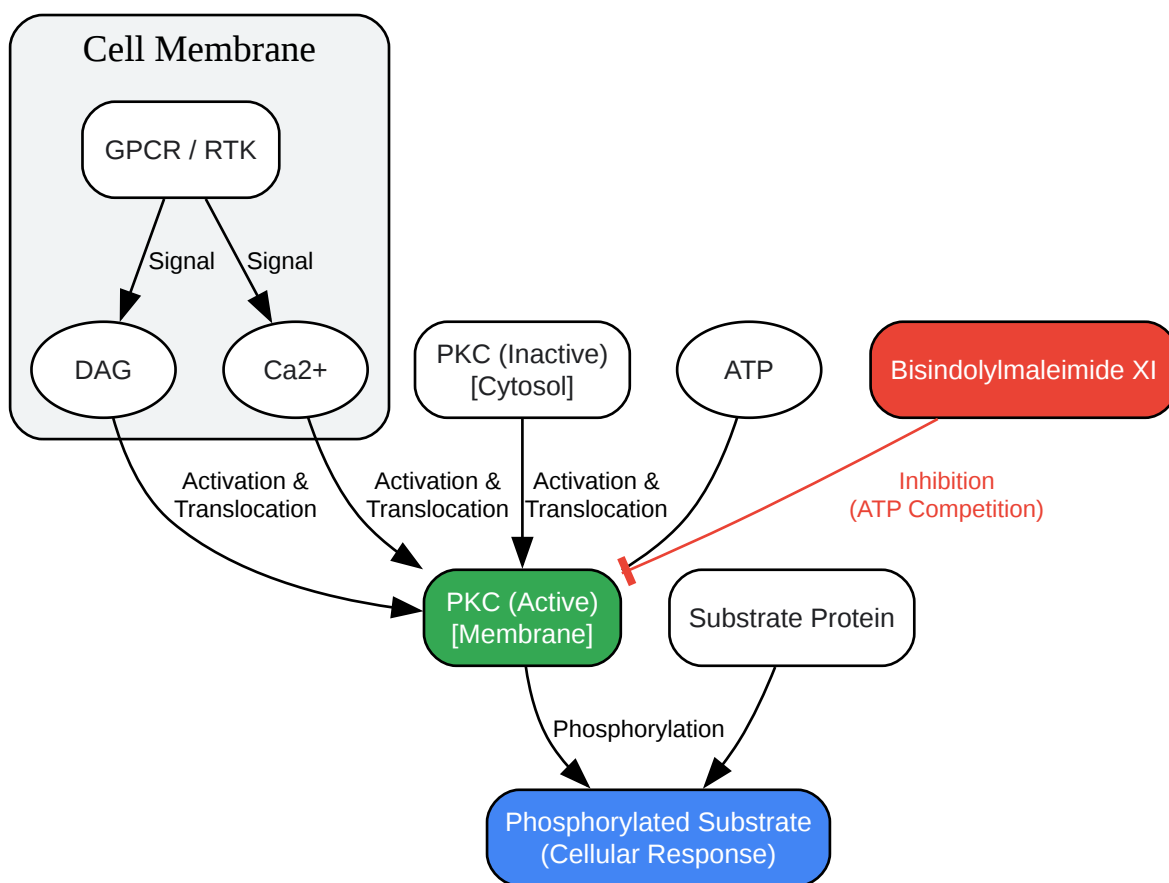 Cell Membrane
GPCR / RTK
Signal
Signal
DAG
Ca2+
PKC (Inactive)
[Cytosol]
ATP
Bisindolylmaleimide XI
Activation &
Translocation
Activation &
Translocation
Activation &
Translocation
Inhibition
(ATP Competition)
PKC (Active)
[Membrane]
Substrate Protein
Phosphorylation
Phosphorylated Substrate
(Cellular Response)